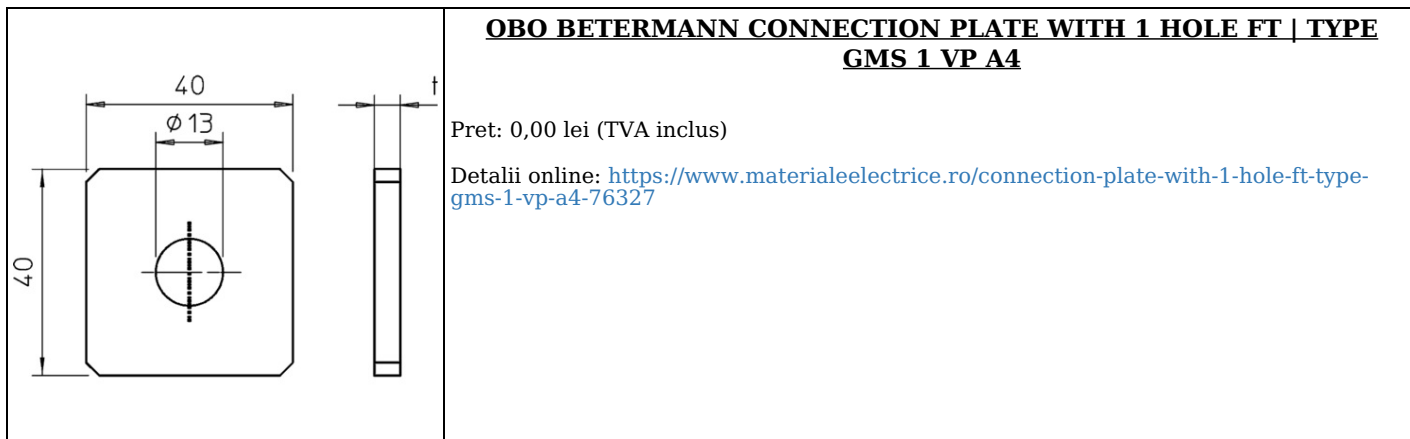 40
ø 13
40
t
OBO BETERMANN CONNECTION PLATE WITH 1 HOLE FT | TYPE
GMS 1 VP A4
Pret: 0,00 lei (TVA inclus)
Detalii online: https://www.materialeelectrice.ro/connection-plate-with-1-hole-ft-type-
gms-1-vp-a4-76327